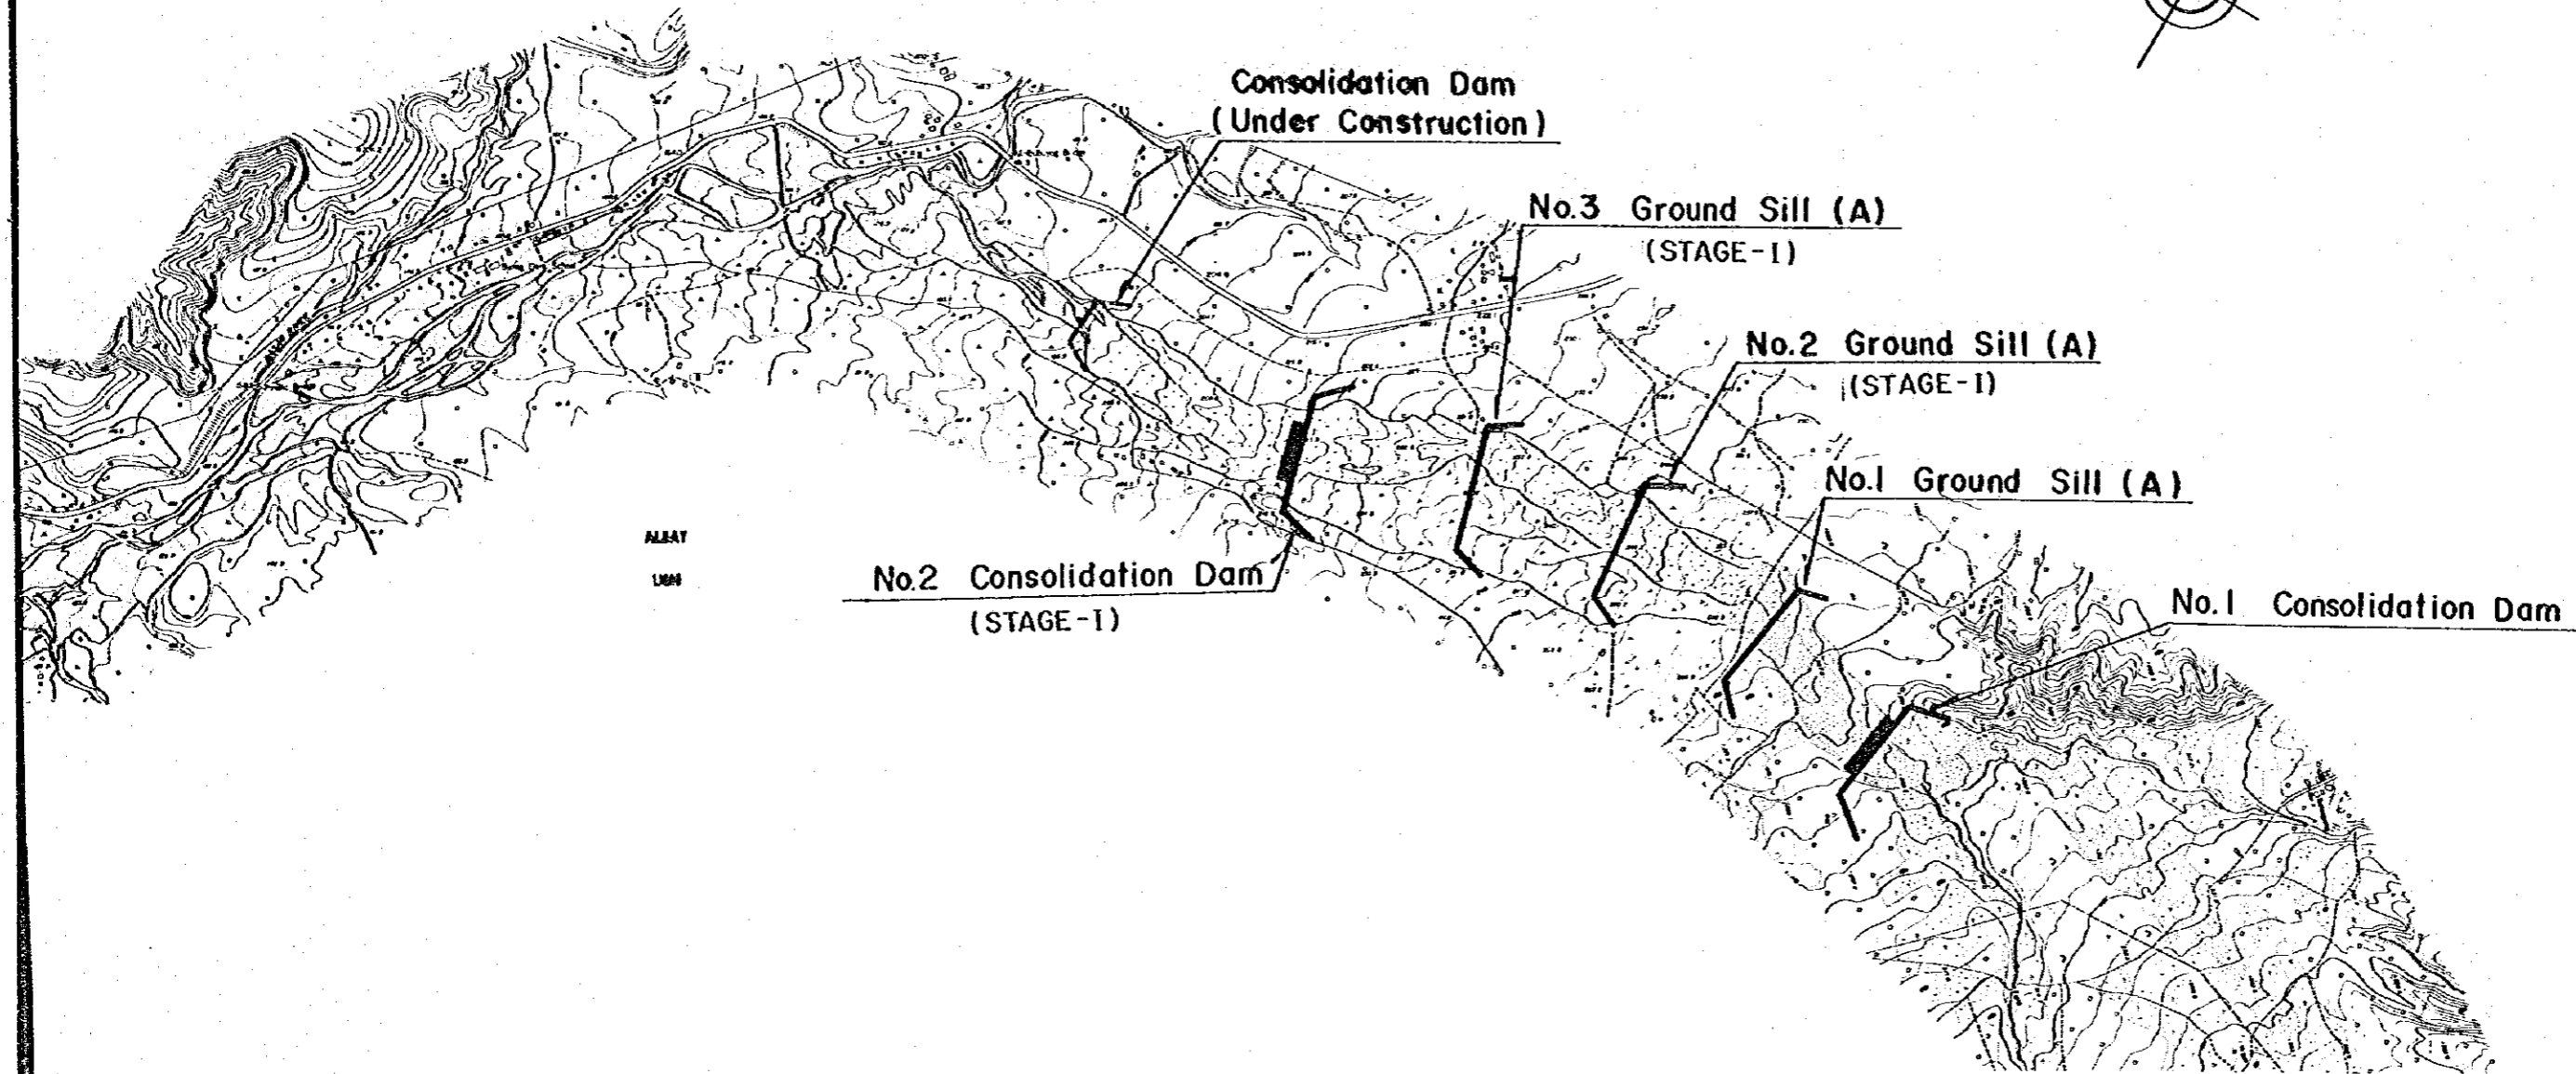 Consolidation Dam
(Under Construction)
No.3 Ground Sill (A)
(STAGE-I)
No.2 Ground Sill (A)
(STAGE-I)
No.1 Ground Sill (A)
ALBAY
No.2 Consolidation Dam
(STAGE-I)
No.1 Consolidation Dam